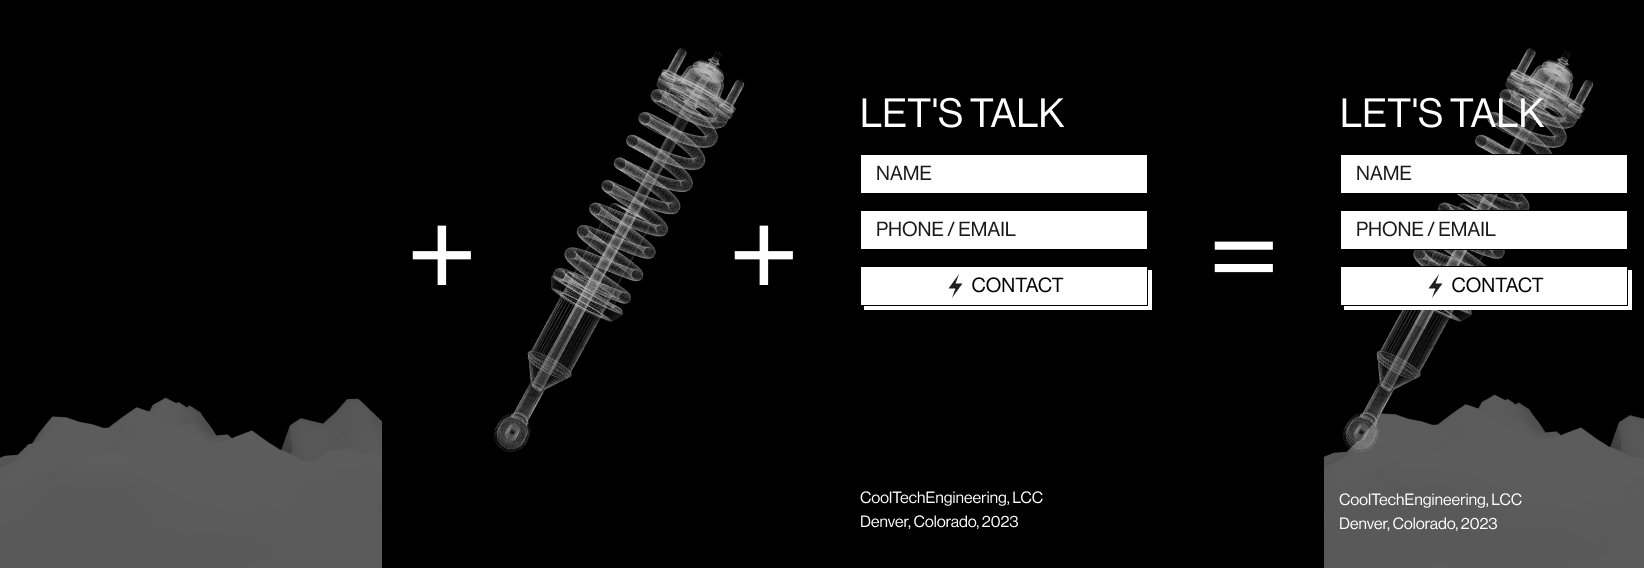 LET'S TALK
NAME
PHONE / EMAIL
CONTACT
CoolTechEngineering, LCC
Denver, Colorado, 2023
LET'S TALK
NAME
PHONE / EMAIL
CONTACT
CoolTechEngineering, LCC
Denver, Colorado, 2023